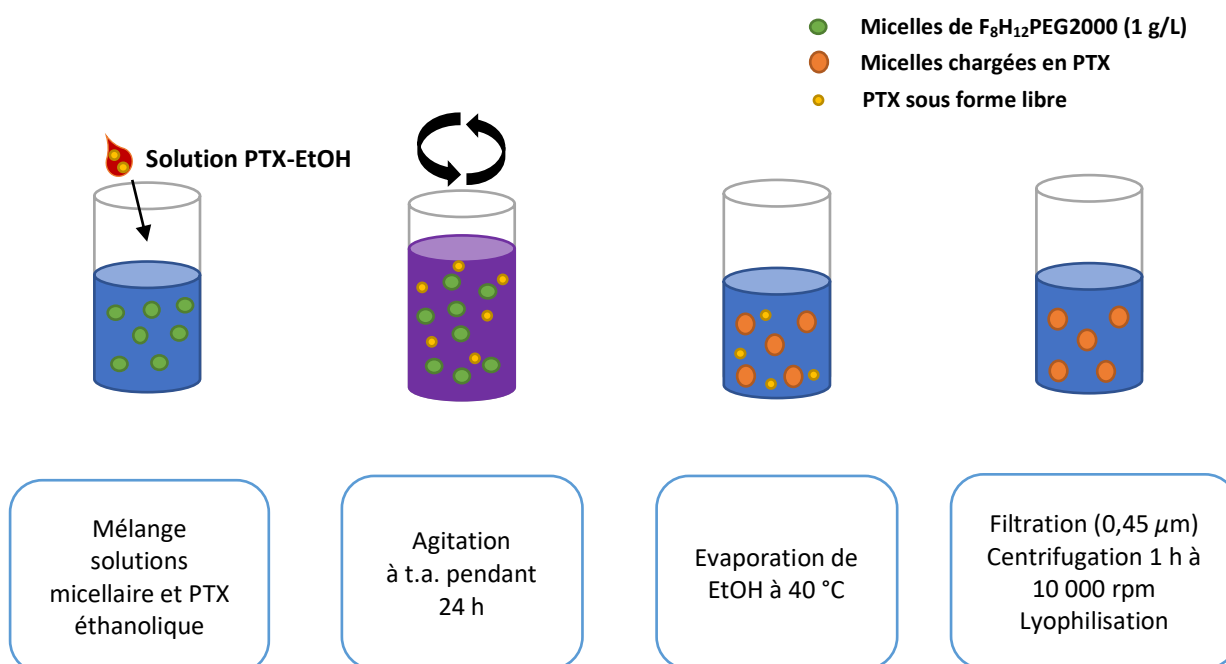 Micelles de F₈H₁₂PEG2000 (1 g/L)
Micelles chargées en PTX
PTX sous forme libre
Solution PTX-EtOH
Mélange
solutions
micellaire et PTX
éthanolique
Agitation
à t.a. pendant
24 h
Evaporation de
EtOH à 40 °C
Filtration (0,45 µm)
Centrifugation 1 h à
10 000 rpm
Lyophilisation